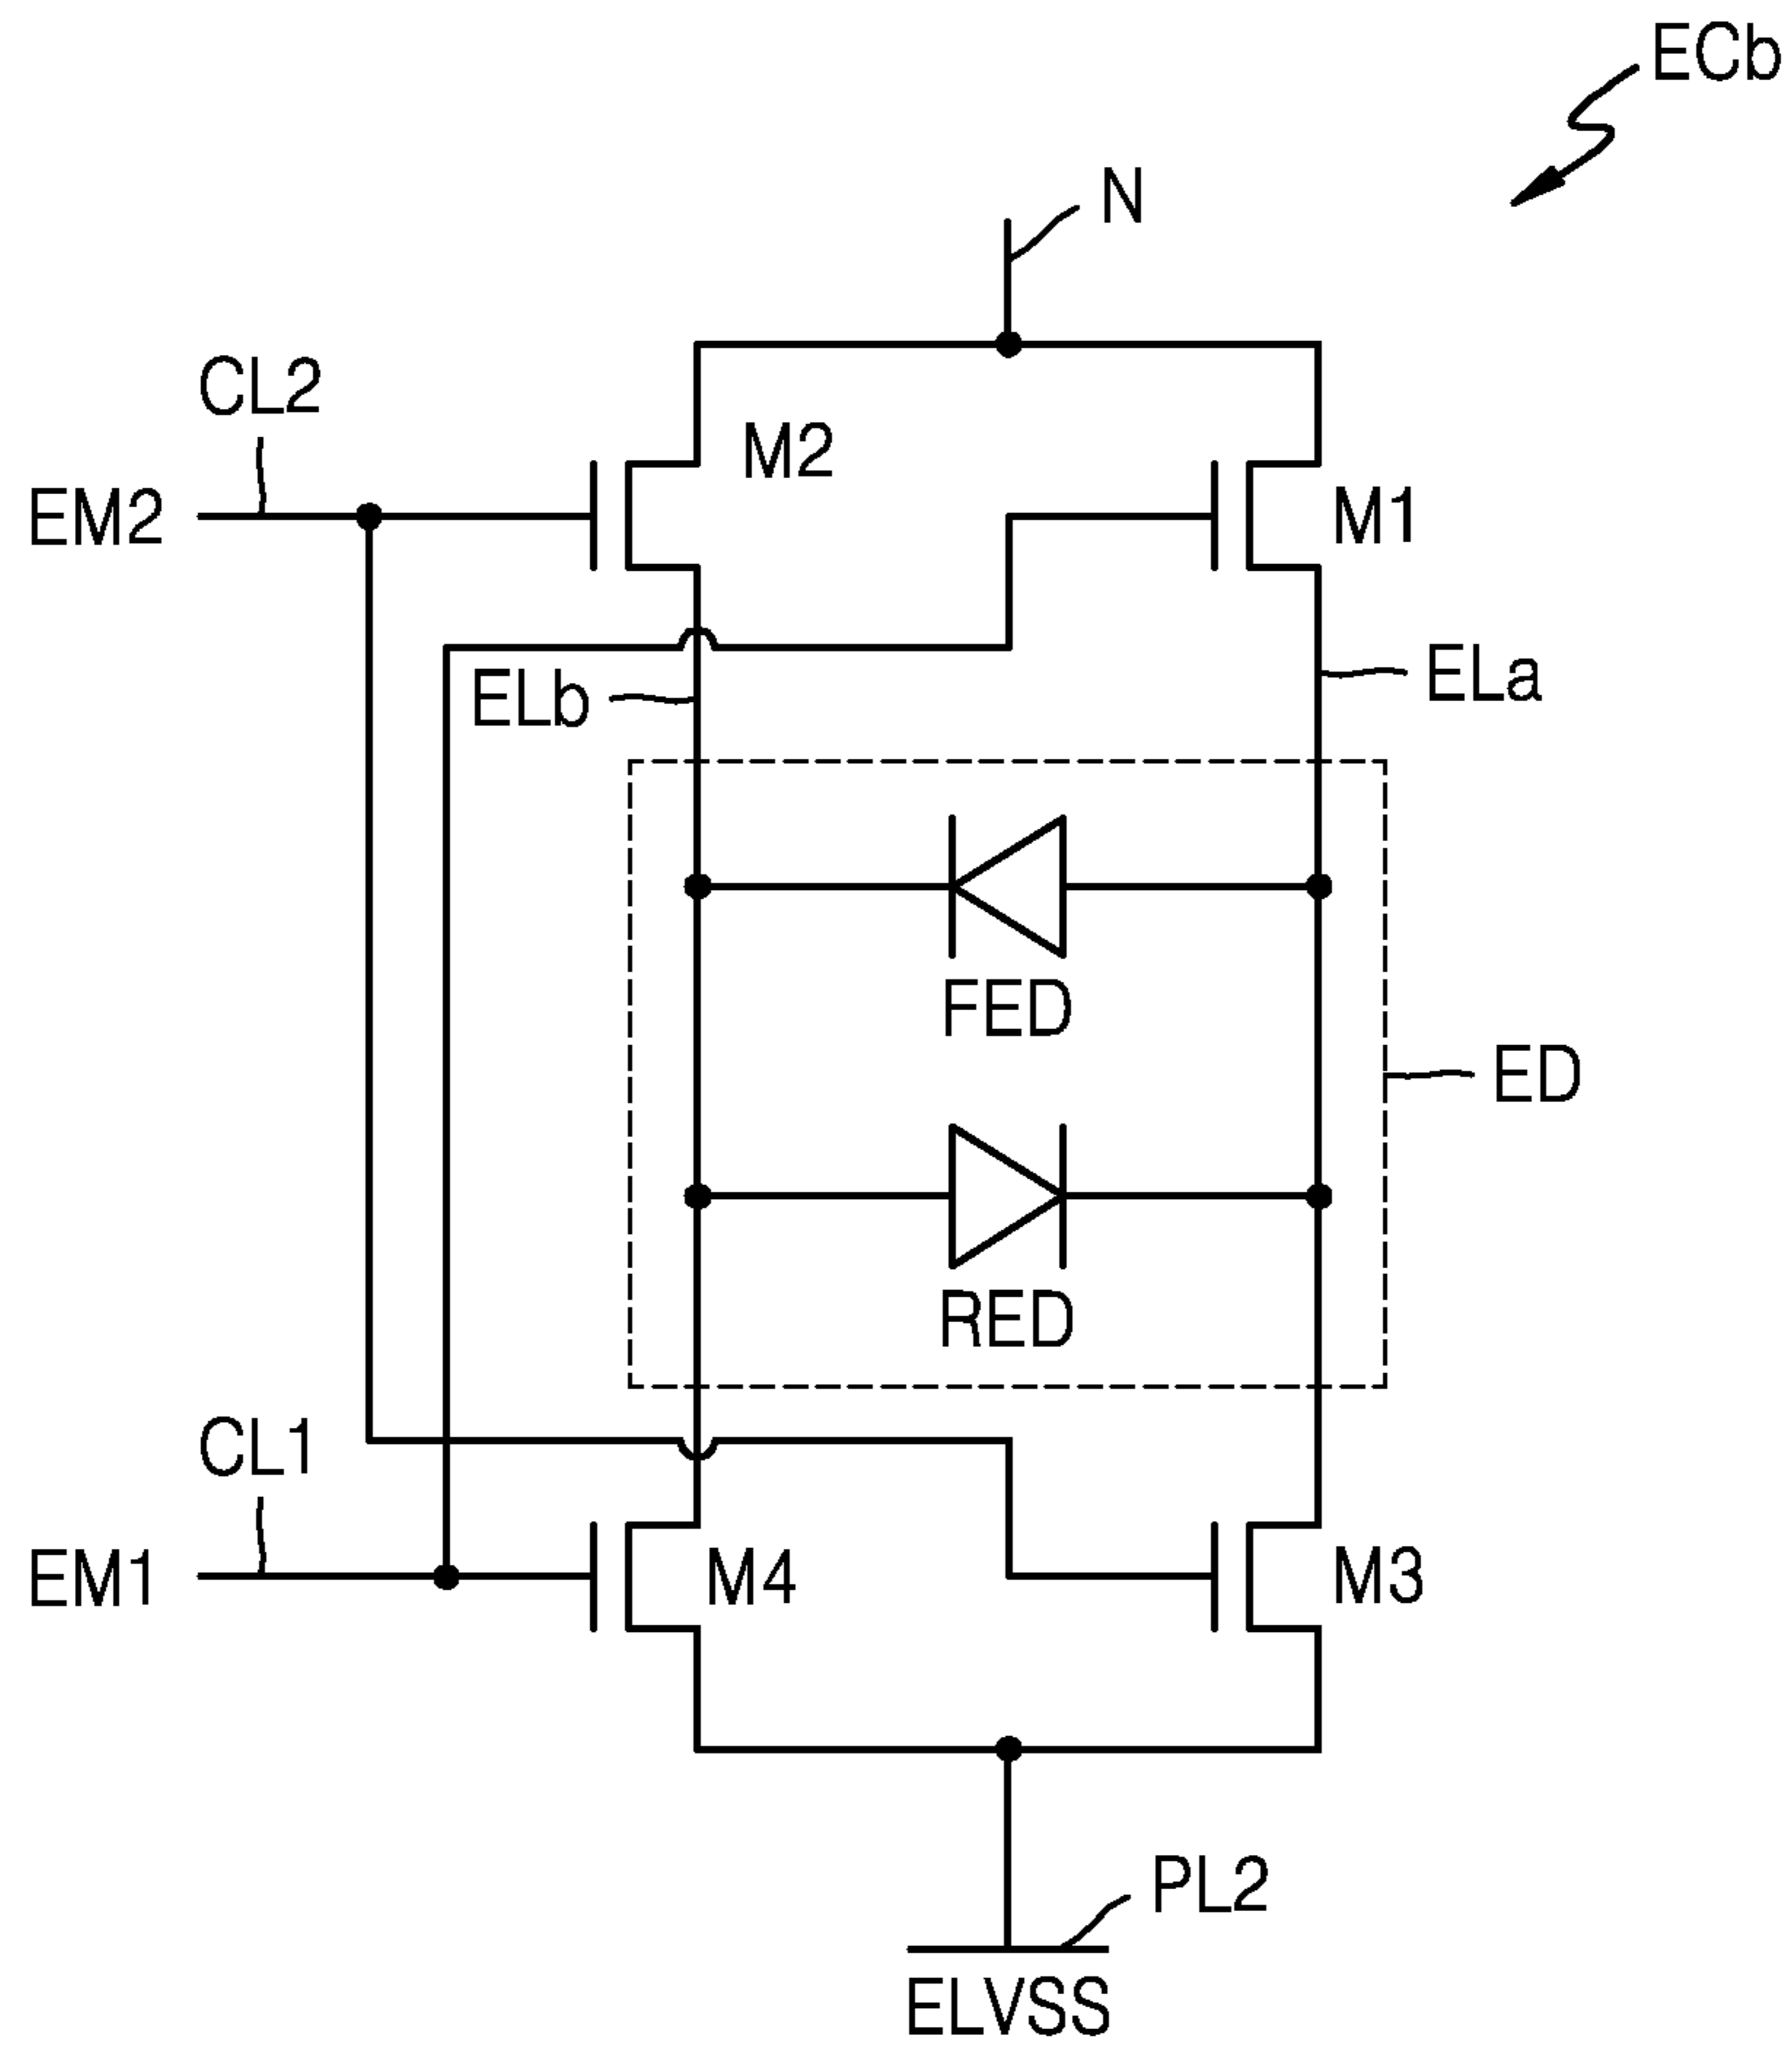 ECb
N
CL2
M2
EM2
M1
ELb
ELa
FED
ED
RED
CL1
EM1
M4
M3
PL2
ELVSS